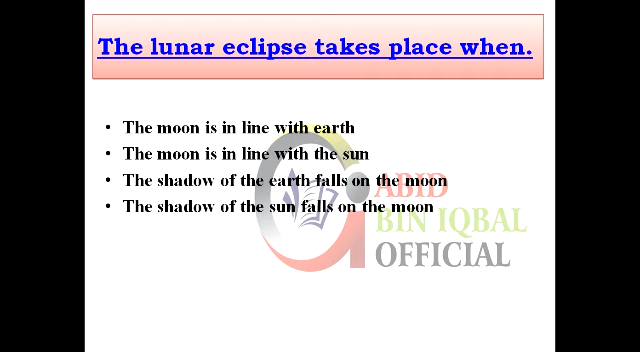 The lunar eclipse takes place when.
• The moon is in line with earth
• The moon is in line with the sun
• The shadow of the earth falls on the moon
• The shadow of the sun falls on the moon
ABID
BIN IQBAL
OFFICIAL